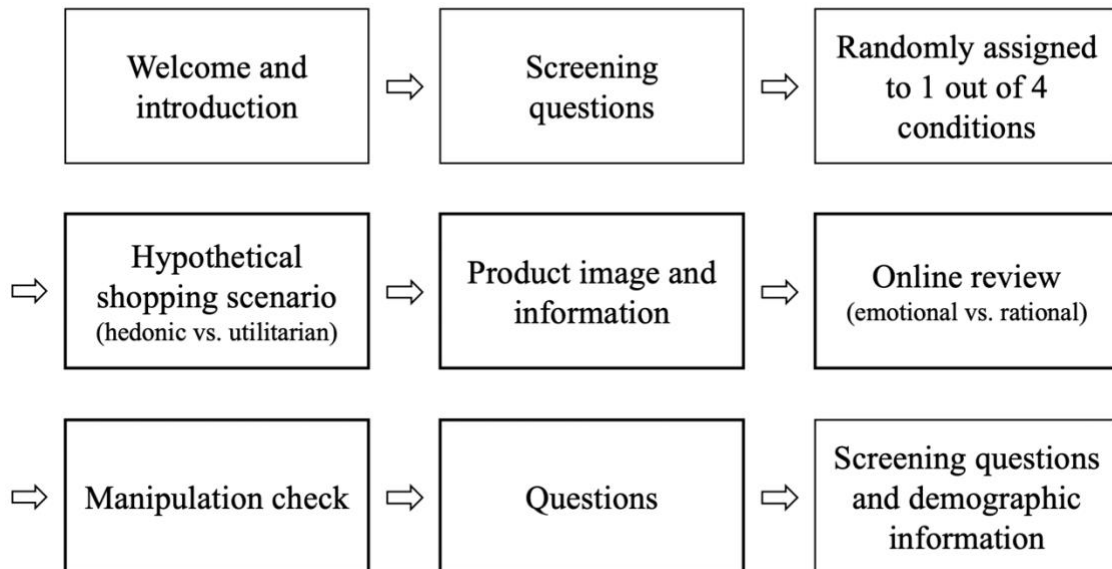 Welcome and
introduction
Screening
questions
Randomly assigned
to 1 out of 4
conditions
Hypothetical
shopping scenario
(hedonic vs. utilitarian)
Product image and
information
Online review
(emotional vs. rational)
Manipulation check
Questions
Screening questions
and demographic
information